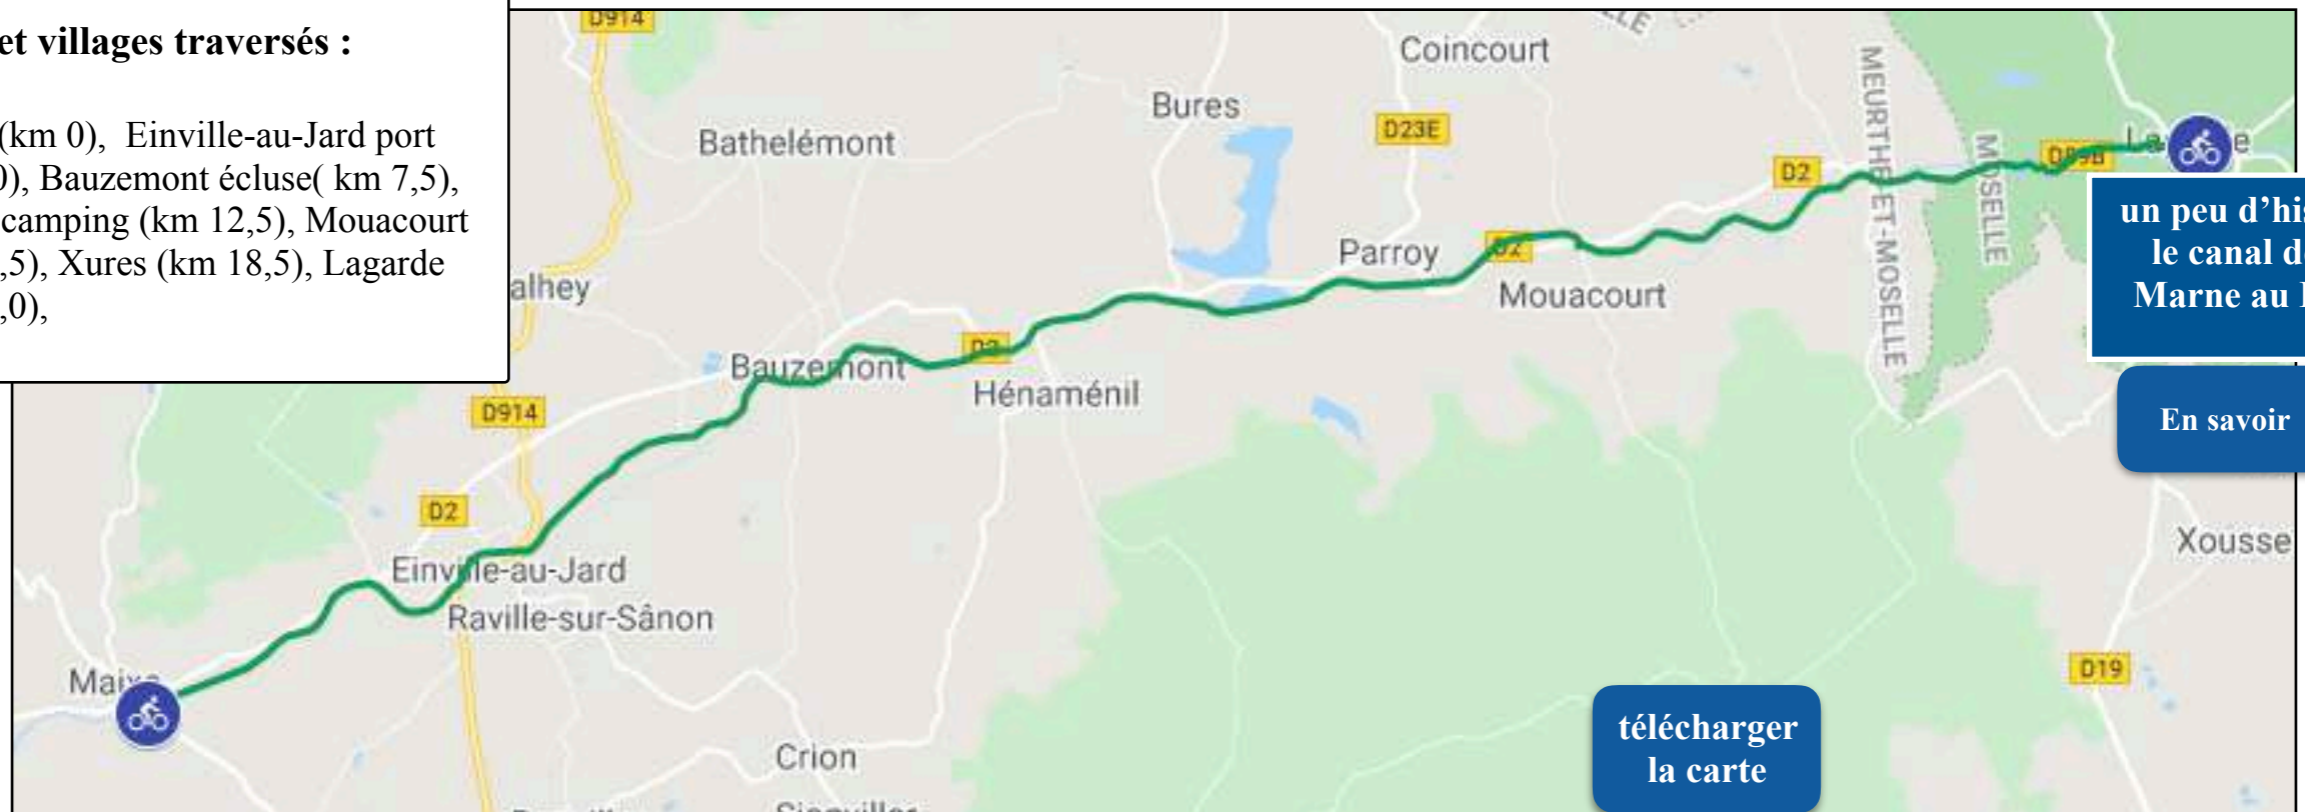 et villages traversés :
(km 0), Einville-au-Jard port
0), Bauzemont écluse( km 7,5),
camping (km 12,5), Mouacourt
,5), Xures (km 18,5), Lagarde
,0),
D914
Coincourt
Bures
D23E
Bathelémont
MEURTHE-ET-MOSELLE
MOSELLE
D2
un peu d’his
le canal d
Marne au
Parroy
D2
alhey
Mouacourt
D2
Bauzemont
Hénaménil
D914
En savoir
D2
Xousse
Einville-au-Jard
Raville-sur-Sânon
D19
Maixe
télécharger
la carte
Crion